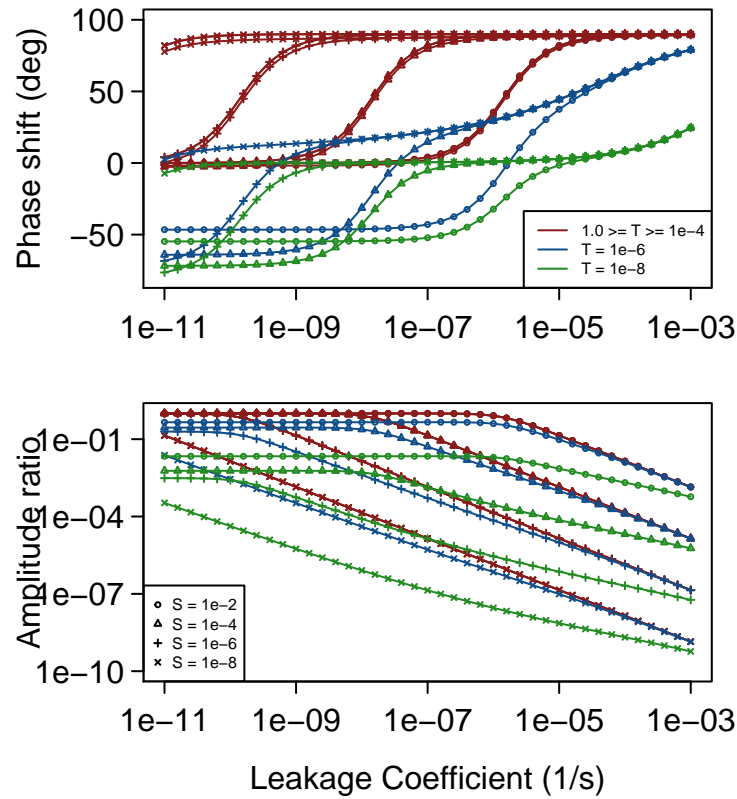 Phase shift (deg)
100
50
0
−50
1.0 >= T >= 1e−4
T = 1e−6
T = 1e−8
1e−11 1e−09 1e−07 1e−05 1e−03
Amplitude ratio
1e−01
1e−04
1e−07
1e−10
S = 1e−2
S = 1e−4
S = 1e−6
S = 1e−8
1e−11 1e−09 1e−07 1e−05 1e−03
Leakage Coefficient (1/s)